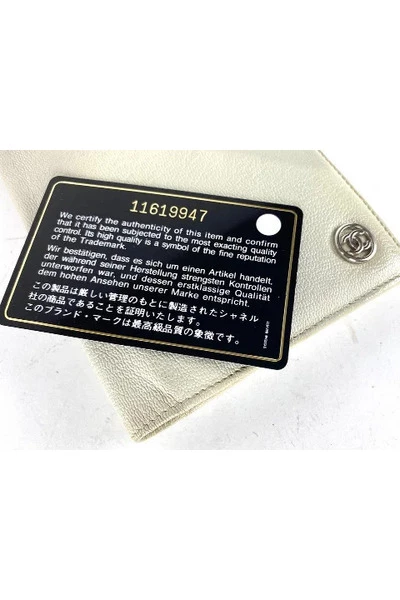 11619947
We certify the authenticity of this item and confirm
that it has been subjected to the most exacting quality
control. Its high quality is a symbol of the fine reputation
of the Trademark.
Wir bestätigen, dass es sich um einen Artikel handelt,
der während seiner Herstellung strengsten Kontrollen
unterworfen war, und dessen erstklassige Qualität
dem hohen Ansehen unserer Marke entspricht.
この製品は厳しい管理のもとに製造されたシャネル
社の商品であることを証明いたします。
このブランド・マークは最高級品質の象徴です。